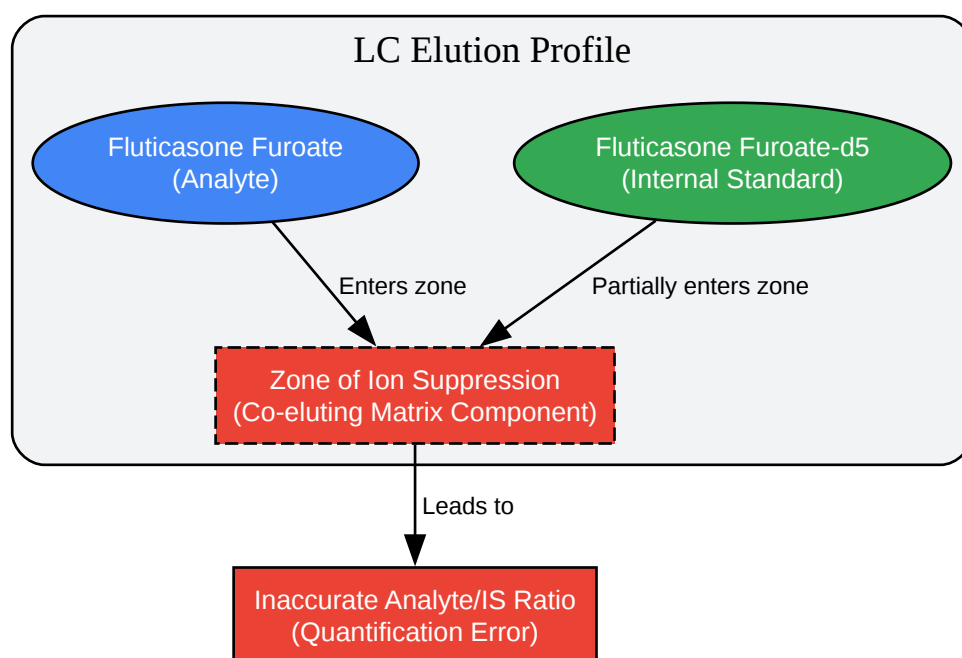 LC Elution Profile
Fluticasone Furoate
(Analyte)
Fluticasone Furoate-d5
(Internal Standard)
Enters zone
Partially enters zone
Zone of Ion Suppression
(Co-eluting Matrix Component)
Leads to
Inaccurate Analyte/IS Ratio
(Quantification Error)